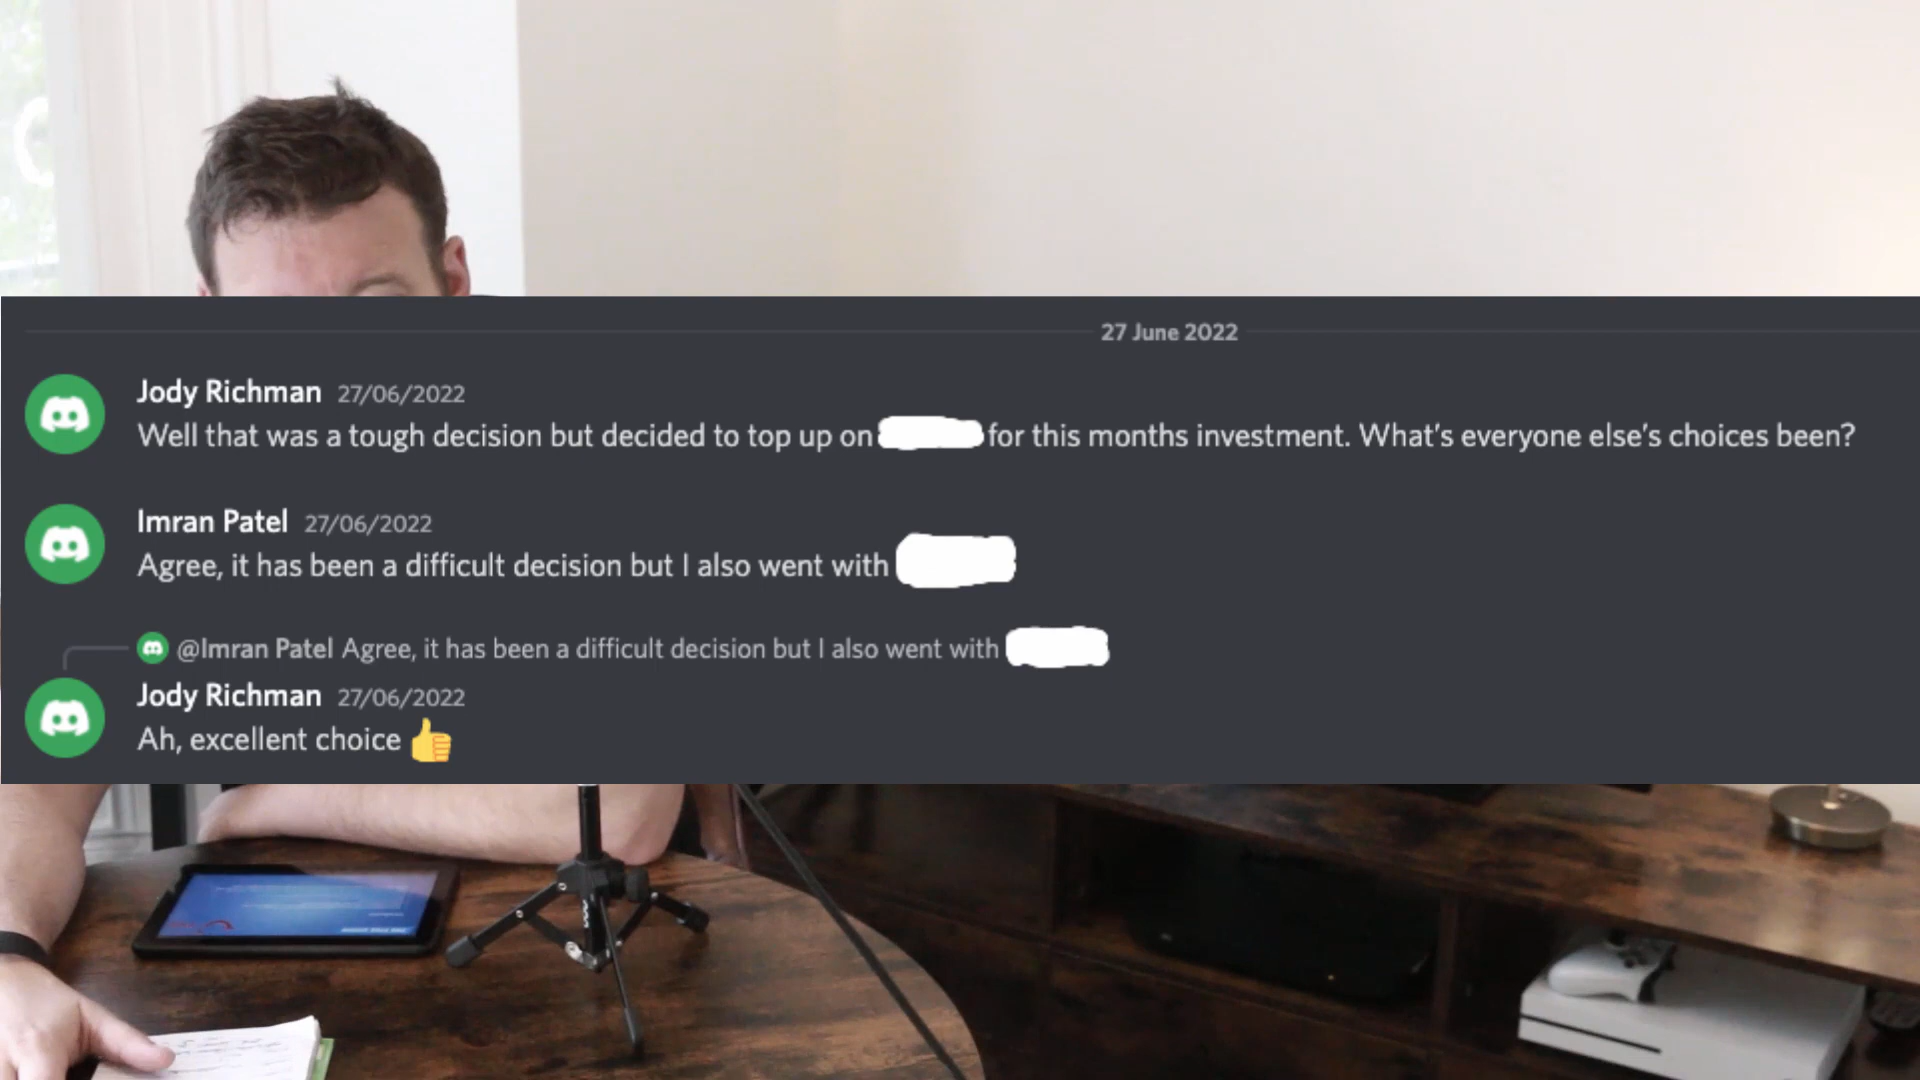 27 June 2022
Jody Richman 27/06/2022
Well that was a tough decision but decided to top up on for this months investment. What's everyone else's choices been?
Imran Patel 27/06/2022
Agree, it has been a difficult decision but I also went with
@Imran Patel Agree, it has been a difficult decision but I also went with
Jody Richman 27/06/2022
Ah, excellent choice 👍